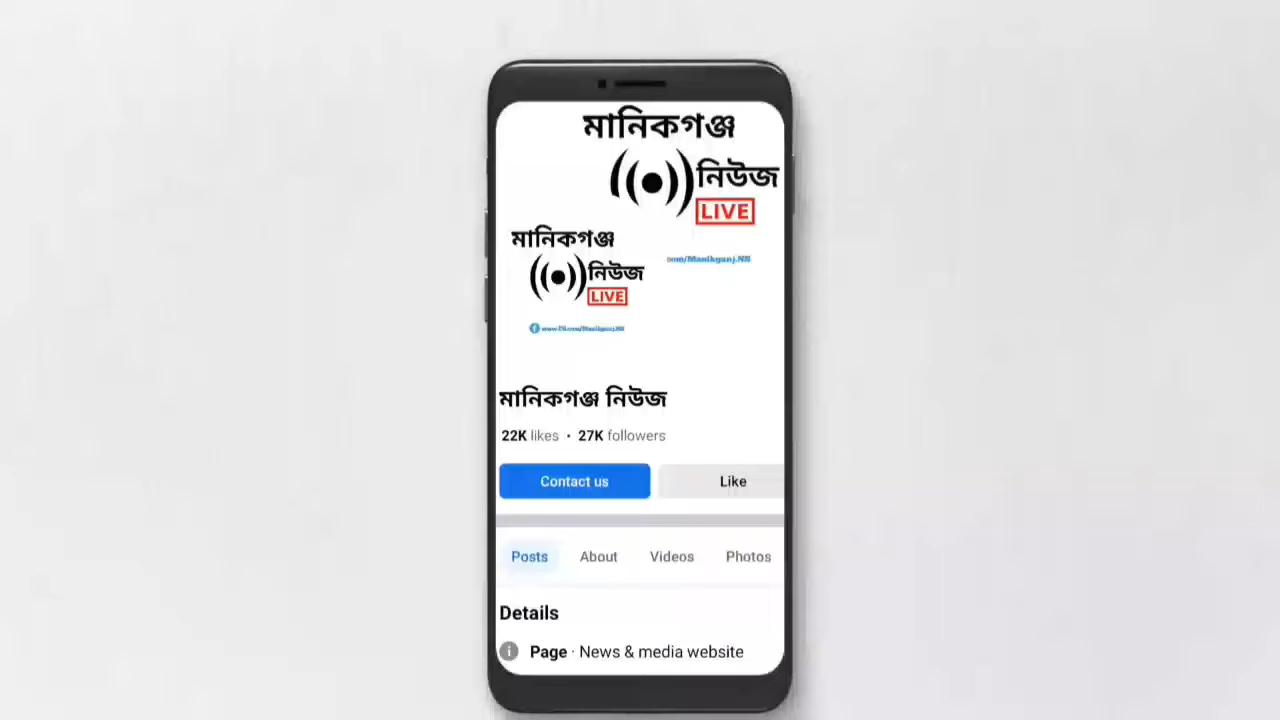 মানিকগঞ্জ
নিউজ
LIVE
মানিকগঞ্জ
নিউজ
LIVE
মানিকগঞ্জ নিউজ
22K likes • 27K followers
Contact us
Like
Posts
About
Videos
Photos
Details
Page · News & media website